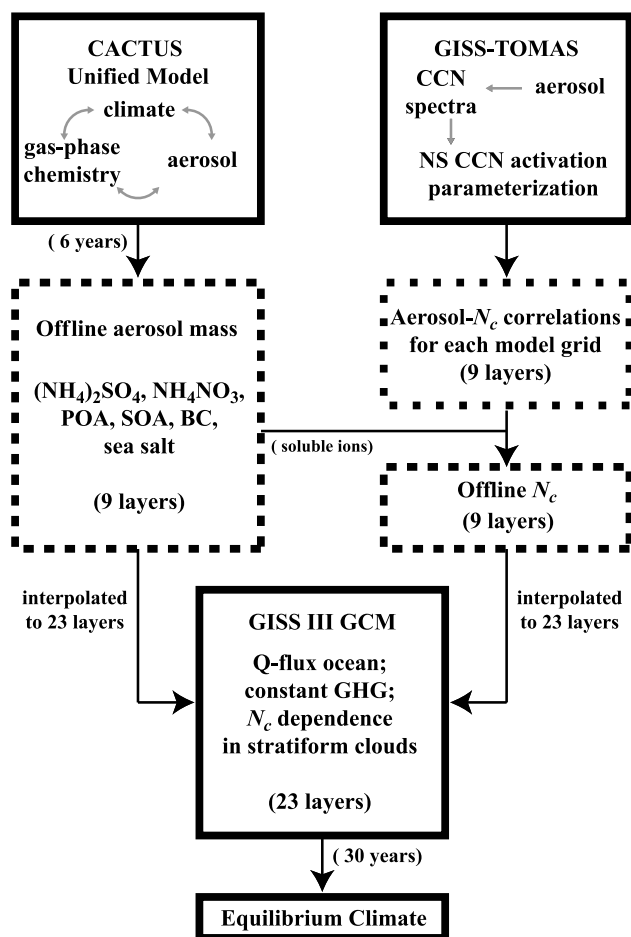 CACTUS
Unified Model
climate
gas-phase
chemistry
aerosol
GISS-TOMAS
CCN
spectra
aerosol
NS CCN activation
parameterization
( 6 years)
Offline aerosol mass
(NH₄)₂SO₄, NH₄NO₃,
POA, SOA, BC,
sea salt
(9 layers)
Aerosol-N_c correlations
for each model grid
(9 layers)
( soluble ions)
Offline N_c
(9 layers)
interpolated
to 23 layers
interpolated
to 23 layers
GISS III GCM
Q-flux ocean;
constant GHG;
N_c dependence
in stratiform clouds
(23 layers)
( 30 years)
Equilibrium Climate